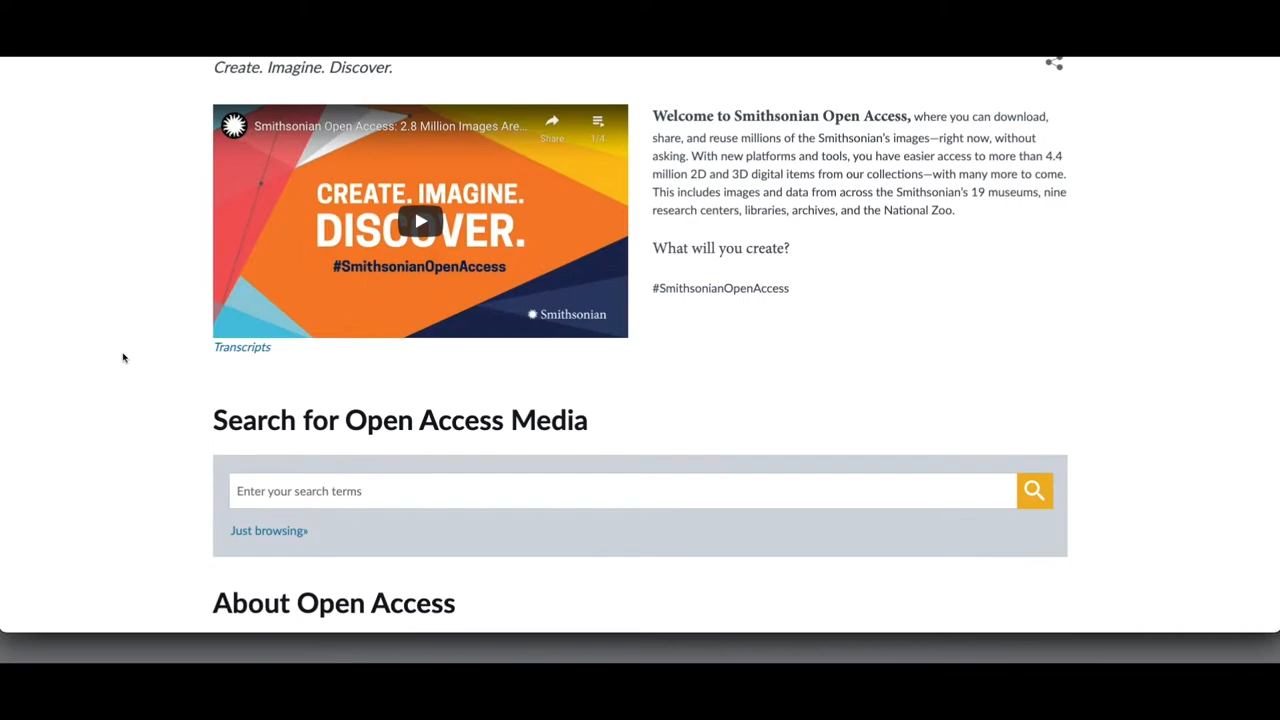 Create. Imagine. Discover.
Smithsonian Open Access: 2.8 Million Images Are...
Share
1/4
CREATE. IMAGINE.
DISCOVER.
#SmithsonianOpenAccess
Smithsonian
Transcripts
Welcome to Smithsonian Open Access, where you can download,
share, and reuse millions of the Smithsonian's images—right now, without
asking. With new platforms and tools, you have easier access to more than 4.4
million 2D and 3D digital items from our collections—with many more to come.
This includes images and data from across the Smithsonian's 19 museums, nine
research centers, libraries, archives, and the National Zoo.
What will you create?
#SmithsonianOpenAccess
Search for Open Access Media
Enter your search terms
Just browsing»
About Open Access